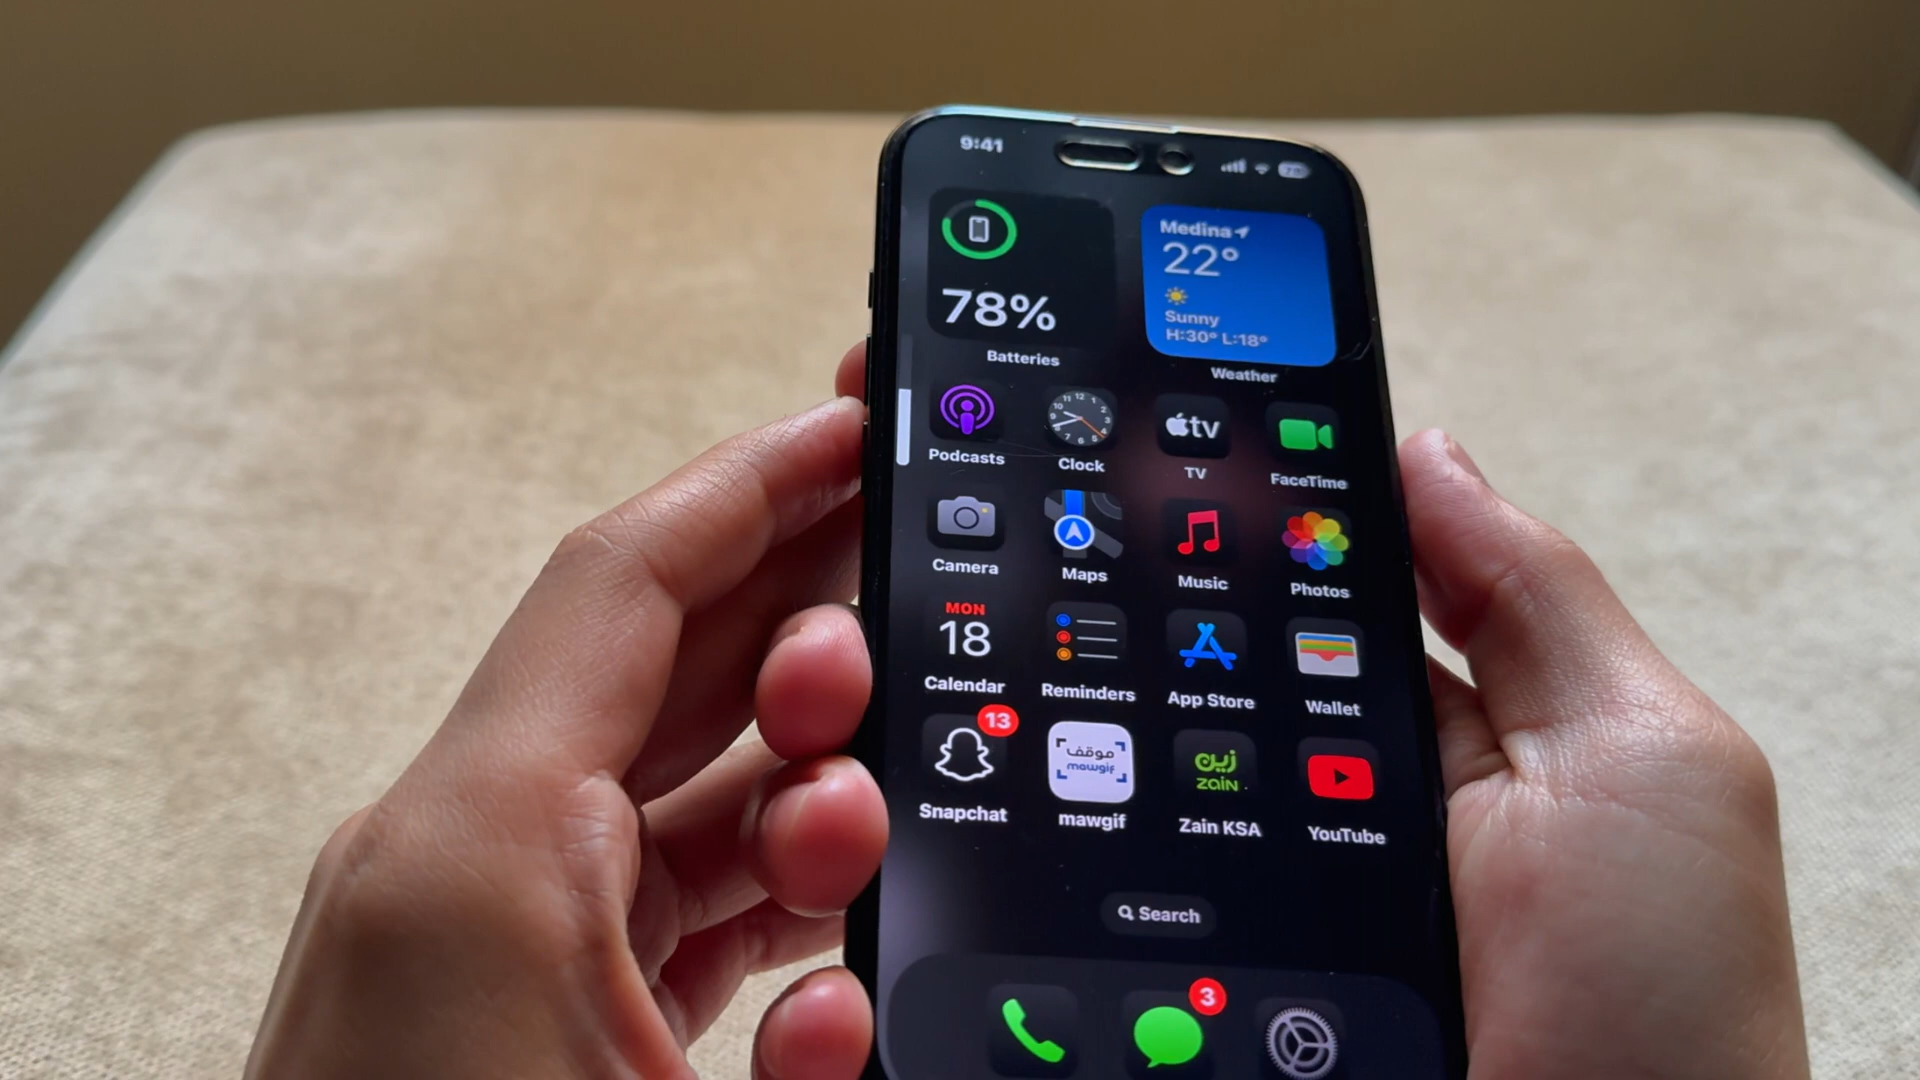 9:41
78
78%
Batteries
Medina
22°
Sunny
H:30° L:18°
Weather
Podcasts
Clock
tv
TV
FaceTime
Camera
Maps
Music
Photos
MON
18
Calendar
Reminders
App Store
Wallet
13
Snapchat
موقف
mawgif
mawgif
زين
zain
Zain KSA
YouTube
Search
3